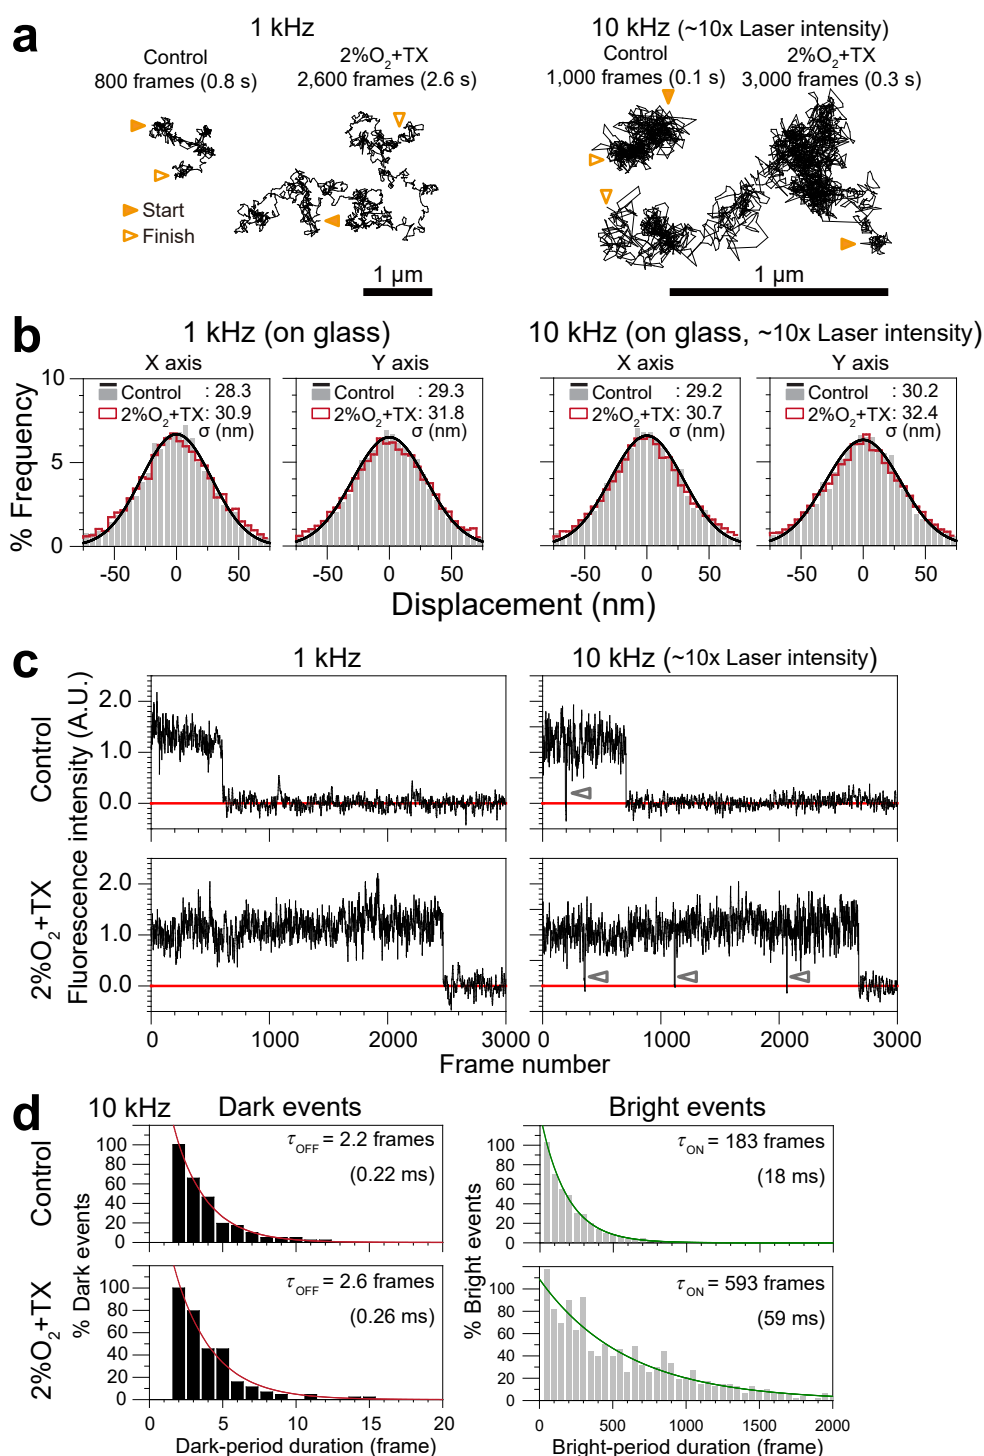 a
1 kHz
10 kHz (~10x Laser intensity)
Control
800 frames (0.8 s)
2%O2+TX
2,600 frames (2.6 s)
Control
1,000 frames (0.1 s)
2%O2+TX
3,000 frames (0.3 s)
Start
Finish
1 μm
1 μm
b
1 kHz (on glass)
10 kHz (on glass, ~10x Laser intensity)
X axis
Y axis
X axis
Y axis
% Frequency
10
5
0
Control : 28.3
2%O2+TX: 30.9
σ (nm)
Control : 29.3
2%O2+TX: 31.8
σ (nm)
Control : 29.2
2%O2+TX: 30.7
σ (nm)
Control : 30.2
2%O2+TX: 32.4
σ (nm)
-50 0 50
-50 0 50
-50 0 50
-50 0 50
Displacement (nm)
c
1 kHz
10 kHz (~10x Laser intensity)
Control
2%O2+TX
Fluorescence intensity (A.U.)
2.0
1.0
0.0
2.0
1.0
0.0
0 1000 2000 3000
0 1000 2000 3000
Frame number
d
10 kHz
Dark events
Bright events
Control
2%O2+TX
% Dark events
100
80
60
40
20
0
τOFF = 2.2 frames
(0.22 ms)
100
80
60
40
20
0
τOFF = 2.6 frames
(0.26 ms)
0 5 10 15 20
Dark-period duration (frame)
% Bright events
100
80
60
40
20
0
τON = 183 frames
(18 ms)
100
80
60
40
20
0
τON = 593 frames
(59 ms)
0 500 1000 1500 2000
Bright-period duration (frame)